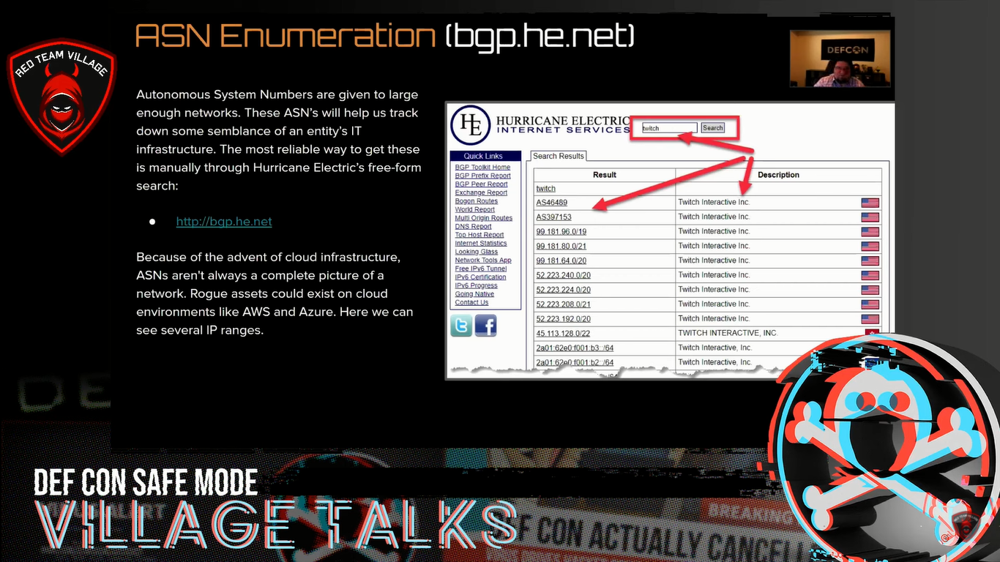 ASN Enumeration (bgp.he.net)
RED TEAM VILLAGE
DEFCON
Autonomous System Numbers are given to large
enough networks. These ASN's will help us track
down some semblance of an entity's IT
infrastructure. The most reliable way to get these
is manually through Hurricane Electric's free-form
search:
● http://bgp.he.net
Because of the advent of cloud infrastructure,
ASNs aren't always a complete picture of a
network. Rogue assets could exist on cloud
environments like AWS and Azure. Here we can
see several IP ranges.
HE
HURRICANE ELECTRIC
INTERNET SERVICES
twitch
Search
Quick Links
BGP Toolkit Home
BGP Prefix Report
BGP Peer Report
Exchange Report
Bogon Routes
World Report
Multi Origin Routes
DNS Report
Top Host Report
Internet Statistics
Looking Glass
Network Tools App
Free IPv6 Tunnel
IPv6 Certification
IPv6 Progress
Going Native
Contact Us
Search Results
Result Description
twitch
AS46489 Twitch Interactive Inc.
AS397153 Twitch Interactive Inc.
99.181.96.0/19 Twitch Interactive Inc.
99.181.80.0/21 Twitch Interactive Inc.
99.181.64.0/20 Twitch Interactive Inc.
52.223.240.0/20 Twitch Interactive Inc.
52.223.224.0/20 Twitch Interactive Inc.
52.223.208.0/21 Twitch Interactive Inc.
52.223.192.0/20 Twitch Interactive Inc.
45.113.128.0/22 TWITCH INTERACTIVE, INC.
2a01:62e0:f001:b3::/64 Twitch Interactive, Inc.
2a01:62e0:f001:b2::/64 Twitch Interactive, Inc.
DE
DEF CON SAFE MODE
VILLAGE TALKS
BREAKING
F CON ACTUALLY CANCELL